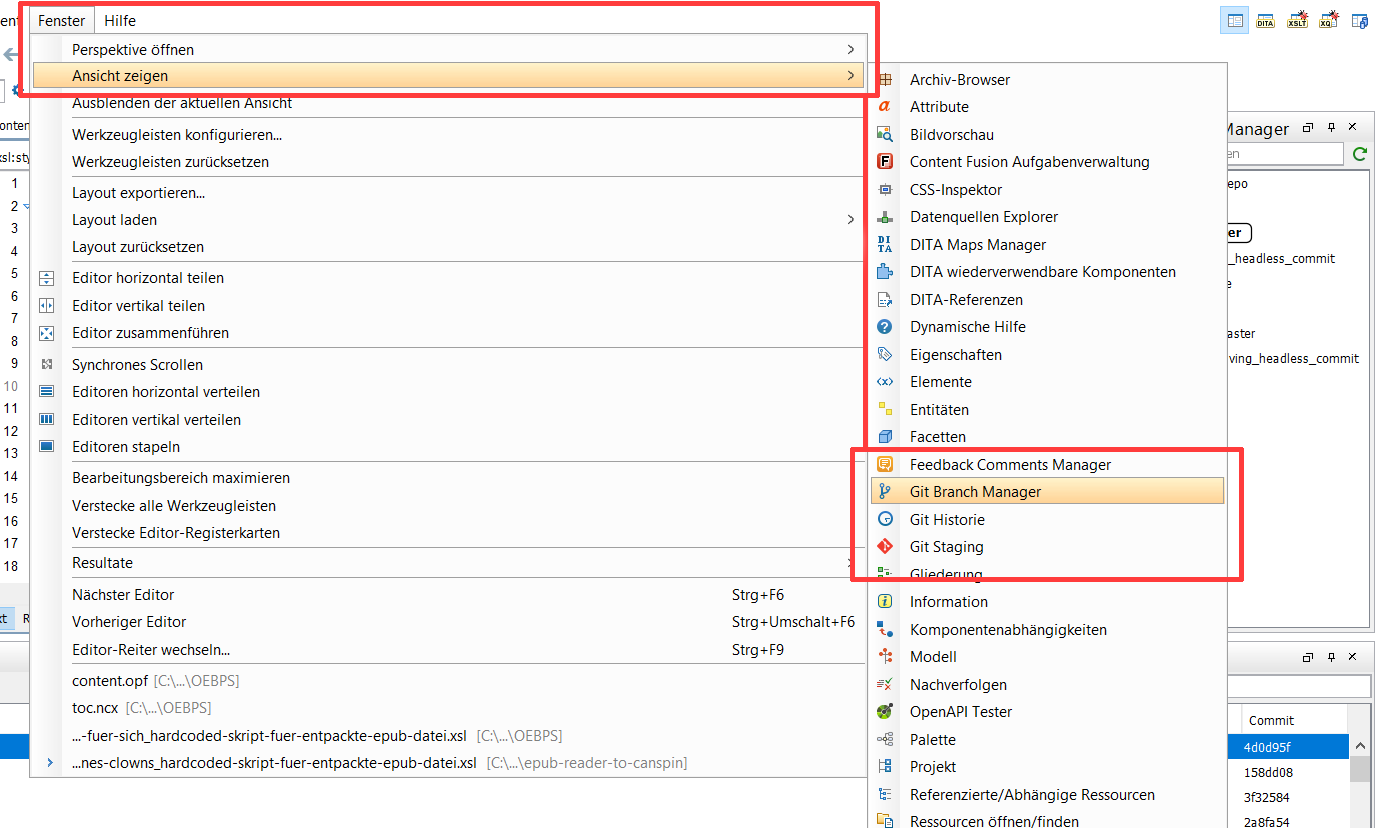 Fenster Hilfe
Perspektive öffnen
Ansicht zeigen
Ausblenden der aktuellen Ansicht
Werkzeugleisten konfigurieren...
Werkzeugleisten zurücksetzen
Layout exportieren...
Layout laden
Layout zurücksetzen
Editor horizontal teilen
Editor vertikal teilen
Editor zusammenführen
Synchrones Scrollen
Editoren horizontal verteilen
Editoren vertikal verteilen
Editoren stapeln
Bearbeitungsbereich maximieren
Verstecke alle Werkzeugleisten
Verstecke Editor-Registerkarten
Resultate
Nächster Editor Strg+F6
Vorheriger Editor Strg+Umschalt+F6
Editor-Reiter wechseln... Strg+F9
content.opf [C:\...\OEBPS]
toc.ncx [C:\...\OEBPS]
...-fuer-sich_hardcoded-skript-fuer-entpackte-epub-datei.xsl [C:\...\OEBPS]
...nes-clowns_hardcoded-skript-fuer-entpackte-epub-datei.xsl [C:\...\epub-reader-to-canspin]
Archiv-Browser
Attribute
Bildvorschau
Content Fusion Aufgabenverwaltung
CSS-Inspektor
Datenquellen Explorer
DITA Maps Manager
DITA wiederverwendbare Komponenten
DITA-Referenzen
Dynamische Hilfe
Eigenschaften
Elemente
Entitäten
Facetten
Feedback Comments Manager
Git Branch Manager
Git Historie
Git Staging
Gliederung
Information
Komponentenabhängigkeiten
Modell
Nachverfolgen
OpenAPI Tester
Palette
Projekt
Referenzierte/Abhängige Ressourcen
Ressourcen öffnen/finden
DITA
XSLT
XQ
onten
xsl:sty
1
2
3
4
5
6
7
8
9
10
11
12
13
14
15
16
17
18
Manager
en
epo
er
_headless_commit
e
aster
ving_headless_commit
Commit
4d0d95f
158dd08
3f32584
2a8fa54